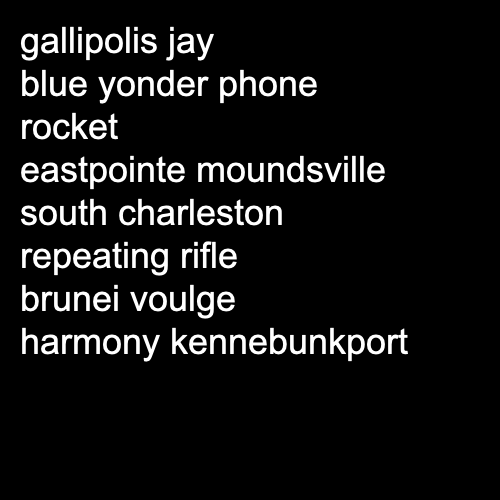 gallipolis jay
blue yonder phone
rocket
eastpointe moundsville
south charleston
repeating rifle
brunei voulge
harmony kennebunkport